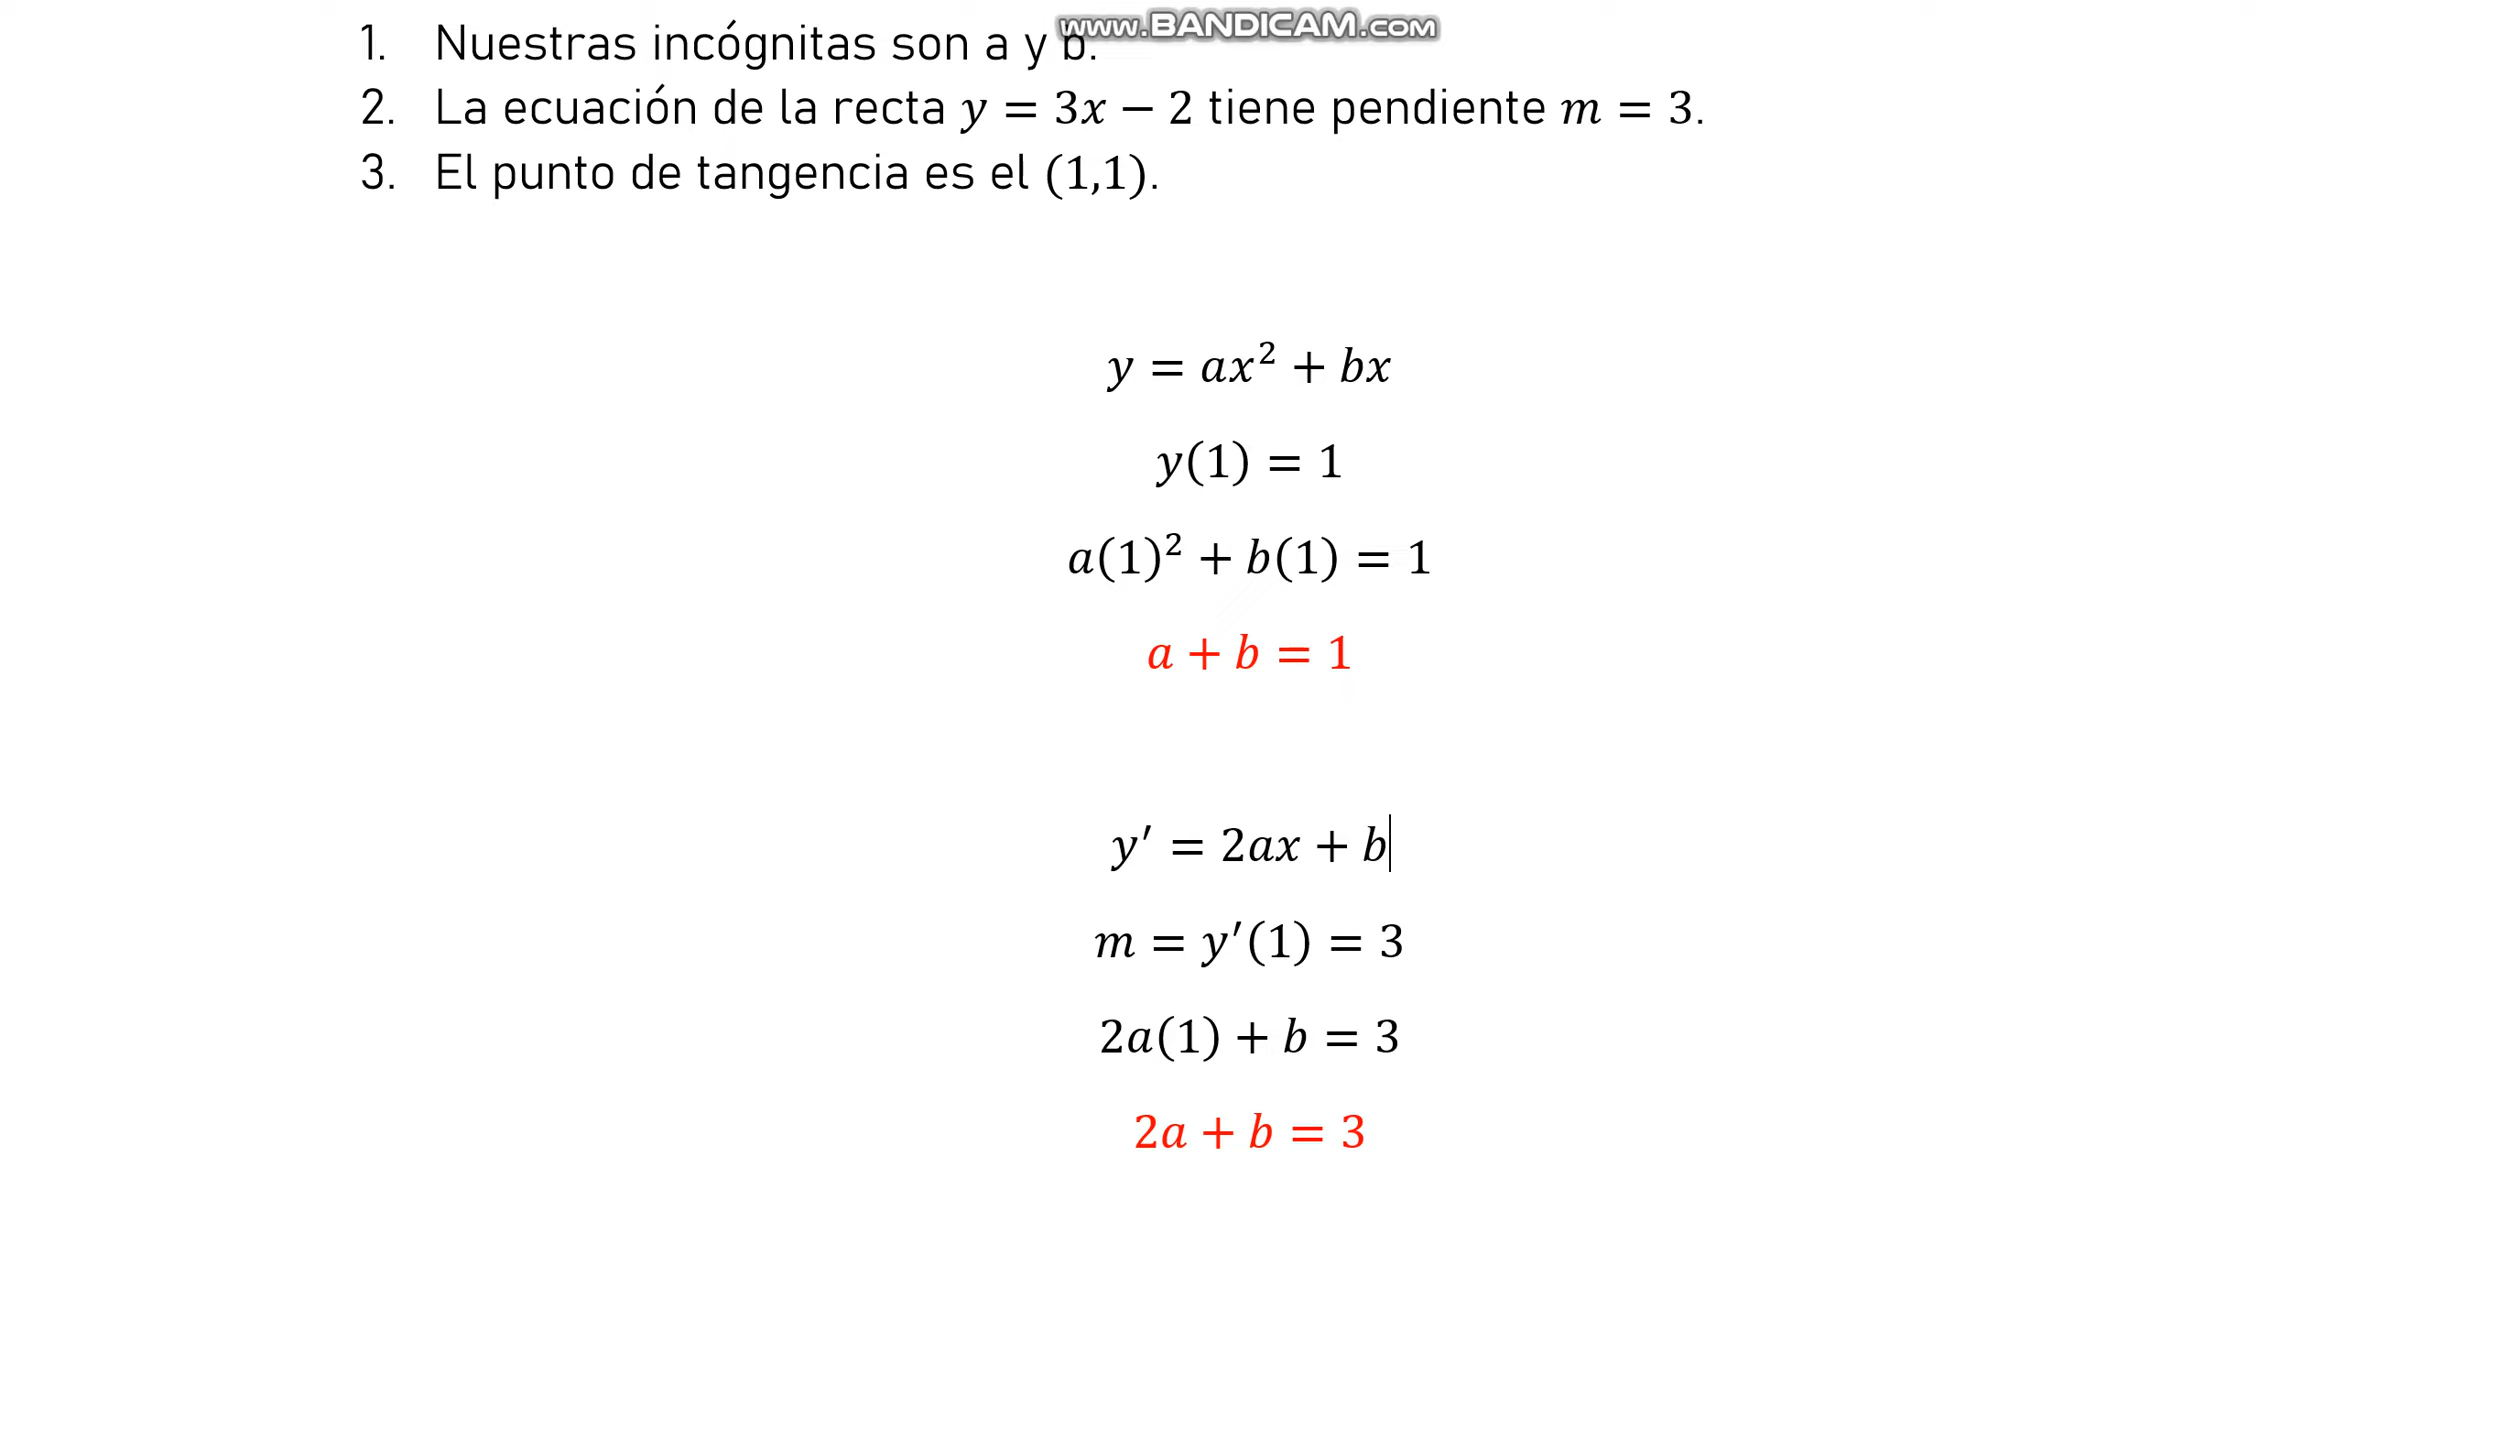 www.BANDICAM.com
1. Nuestras incógnitas son a y b.
2. La ecuación de la recta y = 3x − 2 tiene pendiente m = 3.
3. El punto de tangencia es el (1,1).
y = ax² + bx
y(1) = 1
a(1)² + b(1) = 1
a + b = 1
y′ = 2ax + b
m = y′(1) = 3
2a(1) + b = 3
2a + b = 3